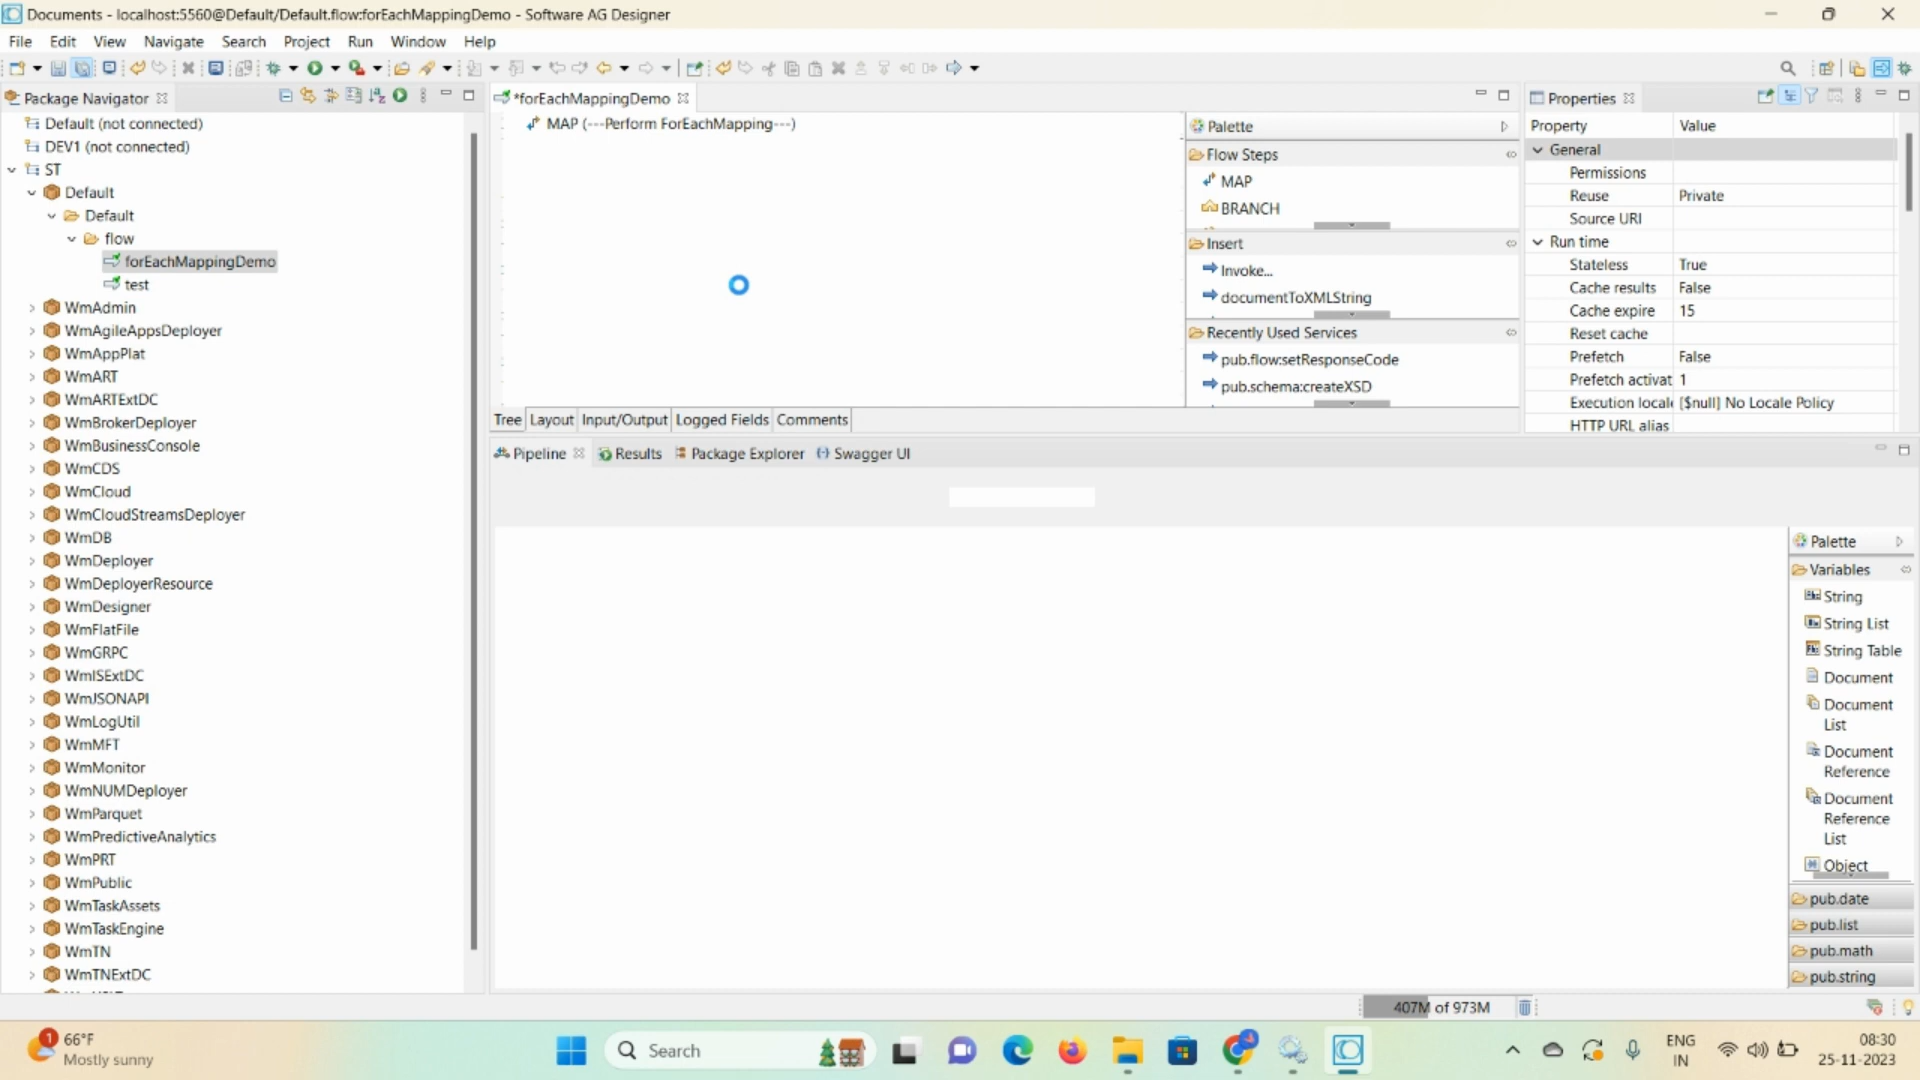 Documents - localhost:5560@Default/Default.flow:forEachMappingDemo - Software AG Designer
File Edit View Navigate Search Project Run Window Help
Package Navigator
Default (not connected)
DEV1 (not connected)
ST
Default
Default
flow
forEachMappingDemo
test
WmAdmin
WmAgileAppsDeployer
WmAppPlat
WmART
WmARTExtDC
WmBrokerDeployer
WmBusinessConsole
WmCDS
WmCloud
WmCloudStreamsDeployer
WmDB
WmDeployer
WmDeployerResource
WmDesigner
WmFlatFile
WmGRPC
WmISExtDC
WmJSONAPI
WmLogUtil
WmMFT
WmMonitor
WmNUMDeployer
WmParquet
WmPredictiveAnalytics
WmPRT
WmPublic
WmTaskAssets
WmTaskEngine
WmTN
WmTNExtDC
*forEachMappingDemo
MAP (---Perform ForEachMapping---)
Palette
Flow Steps
MAP
BRANCH
Insert
Invoke...
documentToXMLString
Recently Used Services
pub.flow:setResponseCode
pub.schema:createXSD
Tree Layout Input/Output Logged Fields Comments
Properties
Property Value
General
Permissions
Reuse Private
Source URI
Run time
Stateless True
Cache results False
Cache expire 15
Reset cache
Prefetch False
Prefetch activat 1
Execution locale [$null] No Locale Policy
HTTP URL alias
Pipeline Results Package Explorer Swagger UI
Palette
Variables
String
String List
String Table
Document
Document
List
Document
Reference
Document
Reference
List
Object
pub.date
pub.list
pub.math
pub.string
407M of 973M
1
66°F
Mostly sunny
Search
4
ENG
IN
08:30
25-11-2023